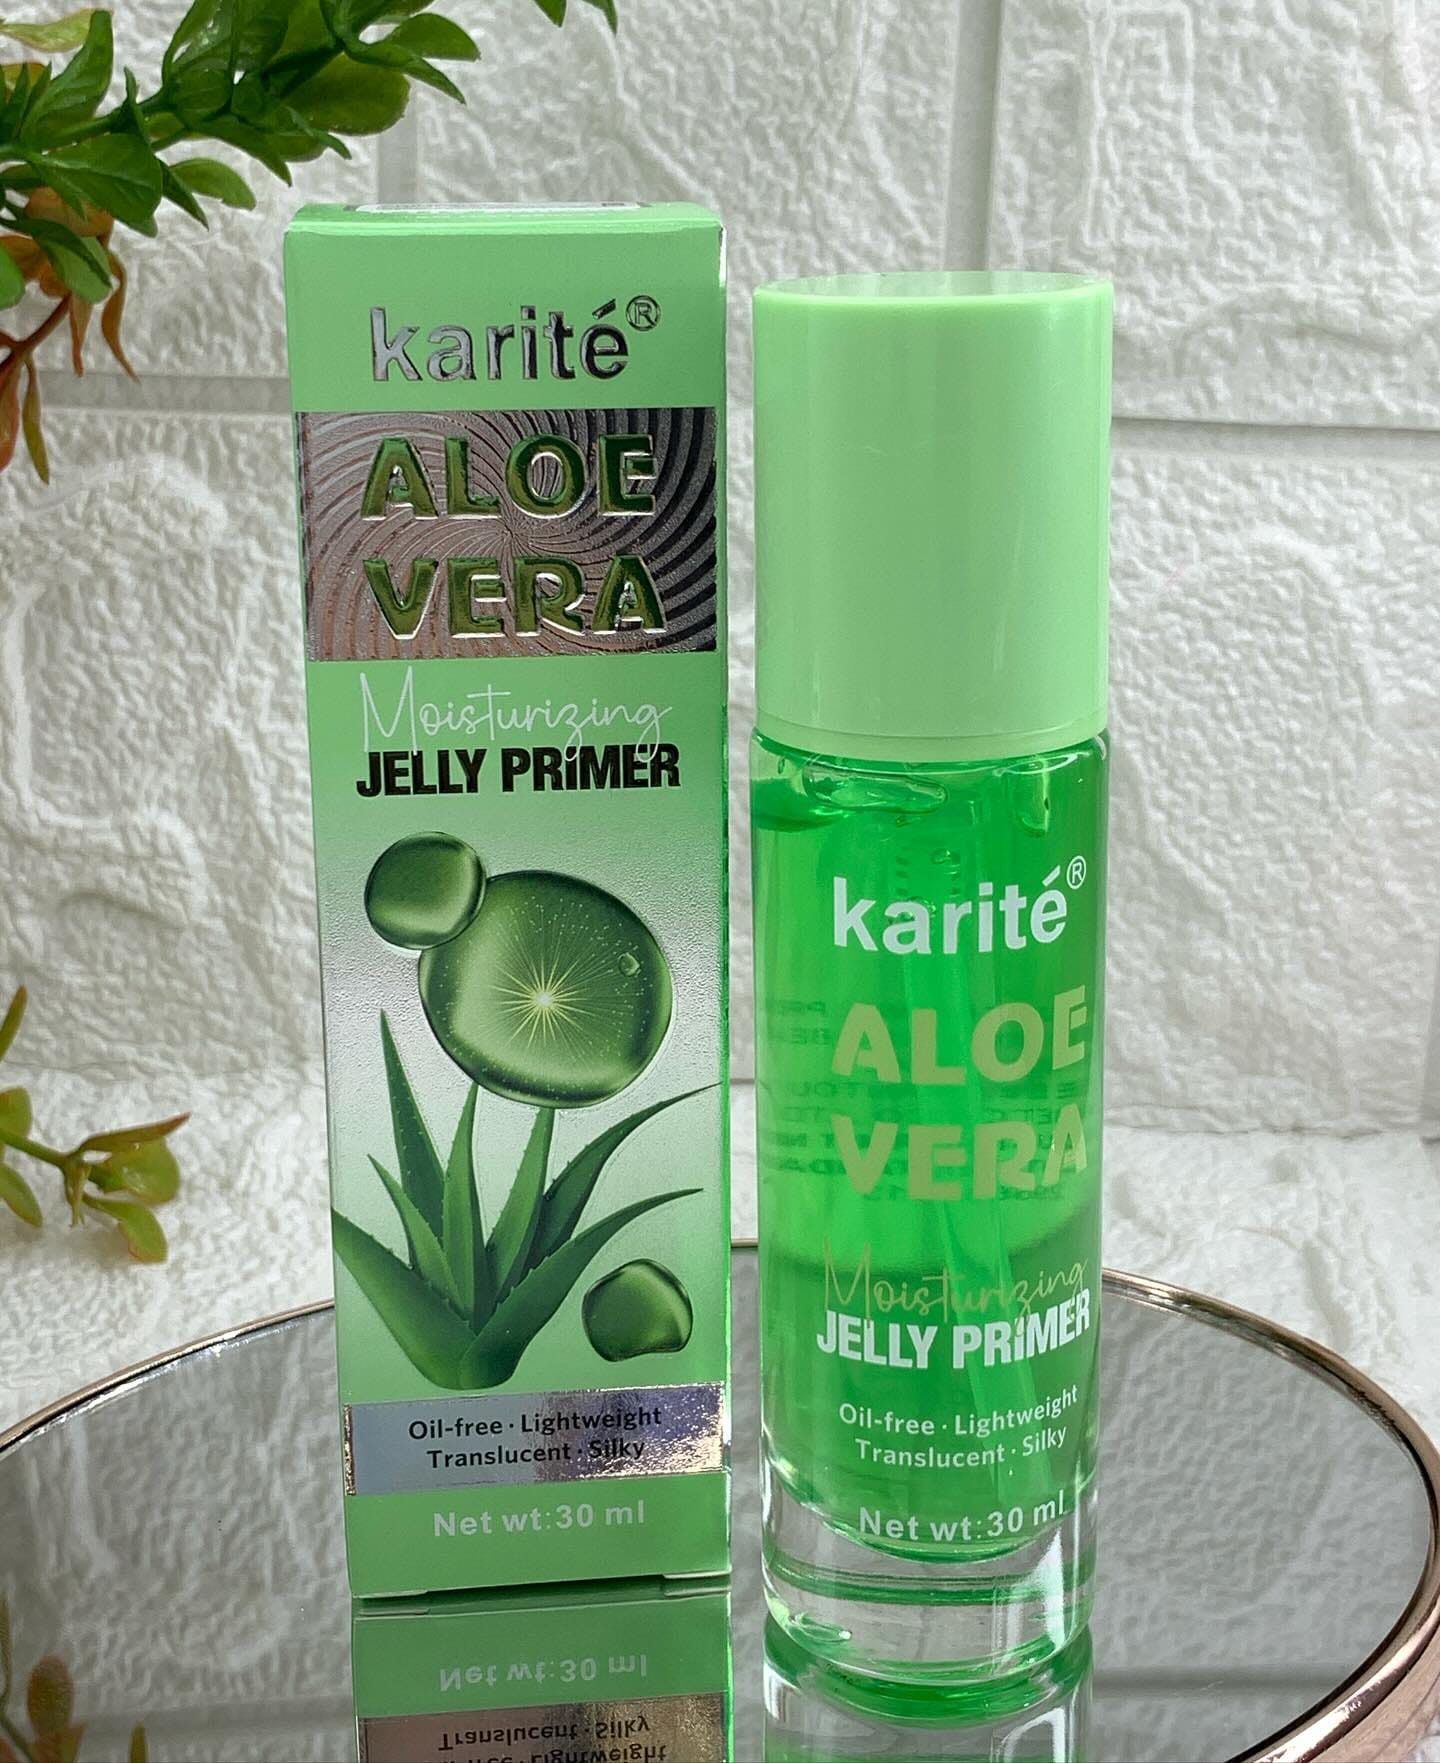 karité®
ALOE
VERA
Moisturizing
JELLY PRiMER
Oil-free · Lightweight
Translucent · Silky
Net wt:30 ml
karité®
ALOE
VERA
Moisturizing
JELLY PRiMER
Oil-free · Lightweight
Translucent · Silky
Net wt:30 ml